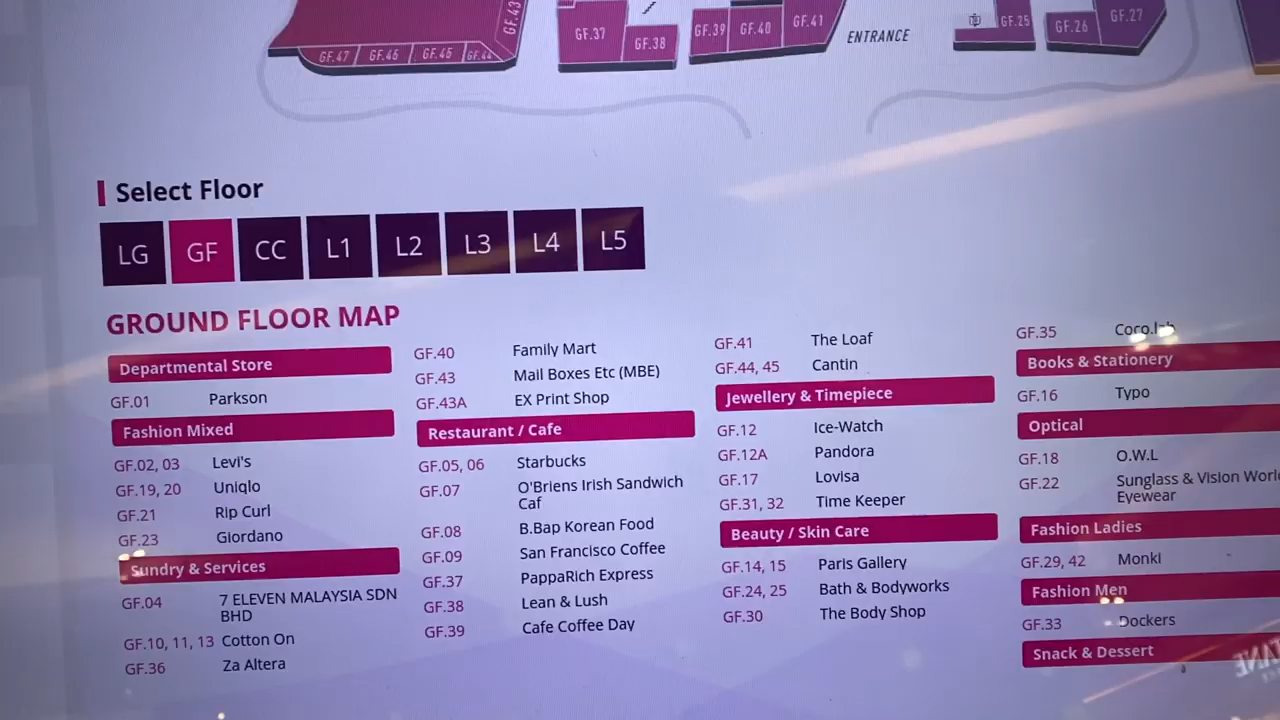 GF.43
GF.47
GF.46
GF.45
GF.44
GF.37
GF.38
GF.39
GF.40
GF.41
ENTRANCE
GF.25
GF.26
GF.27
Select Floor
LG GF CC L1 L2 L3 L4 L5
GROUND FLOOR MAP
Departmental Store
GF.01 Parkson
Fashion Mixed
GF.02, 03 Levi's
GF.19, 20 Uniqlo
GF.21 Rip Curl
GF.23 Giordano
Sundry & Services
GF.04 7 ELEVEN MALAYSIA SDN
BHD
GF.10, 11, 13 Cotton On
GF.36 Za Altera
GF.40 Family Mart
GF.43 Mail Boxes Etc (MBE)
GF.43A EX Print Shop
Restaurant / Cafe
GF.05, 06 Starbucks
GF.07 O'Briens Irish Sandwich
Caf
GF.08 B.Bap Korean Food
GF.09 San Francisco Coffee
GF.37 PappaRich Express
GF.38 Lean & Lush
GF.39 Cafe Coffee Day
GF.41 The Loaf
GF.44, 45 Cantin
Jewellery & Timepiece
GF.12 Ice-Watch
GF.12A Pandora
GF.17 Lovisa
GF.31, 32 Time Keeper
Beauty / Skin Care
GF.14, 15 Paris Gallery
GF.24, 25 Bath & Bodyworks
GF.30 The Body Shop
GF.35 Coco.lab
Books & Stationery
GF.16 Typo
Optical
GF.18 O.W.L
GF.22 Sunglass & Vision World
Eyewear
Fashion Ladies
GF.29, 42 Monki
Fashion Men
GF.33 Dockers
Snack & Dessert